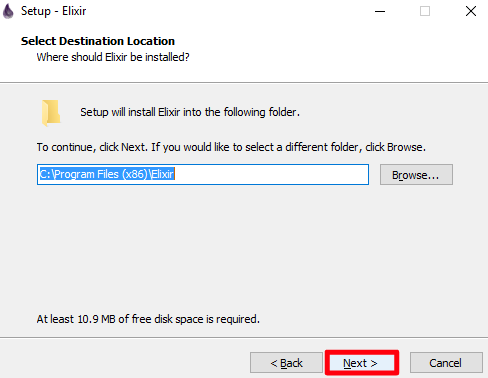 Setup - Elixir
Select Destination Location
Where should Elixir be installed?
Setup will install Elixir into the following folder.
To continue, click Next. If you would like to select a different folder, click Browse.
C:\Program Files (x86)\Elixir
Browse...
At least 10.9 MB of free disk space is required.
< Back
Next >
Cancel